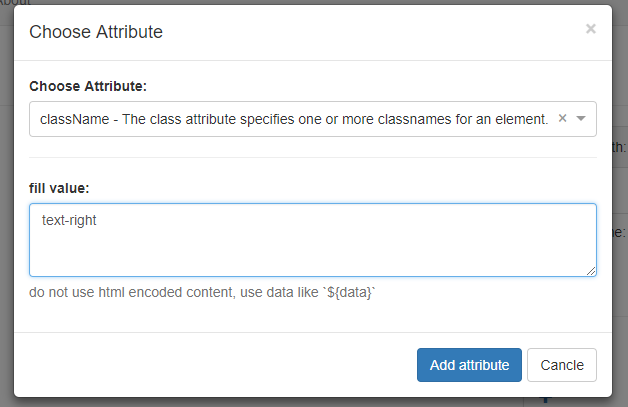 About
Choose Attribute
×
Choose Attribute:
className - The class attribute specifies one or more classnames for an element. ×
th:
fill value:
text-right
e:
do not use html encoded content, use data like `${data}`
Add attribute
Cancle